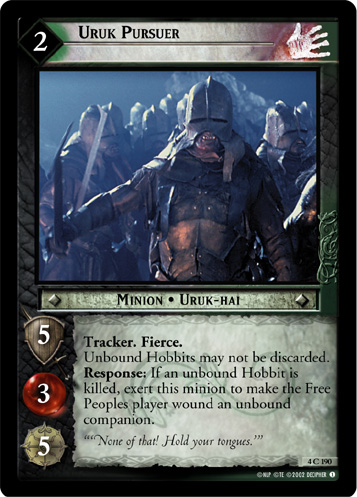 2
Uruk Pursuer
Minion • Uruk-hai
5
3
5
Tracker. Fierce.
Unbound Hobbits may not be discarded.
Response: If an unbound Hobbit is
killed, exert this minion to make the Free
Peoples player wound an unbound
companion.
“‘None of that! Hold your tongues.’”
4 C 190
©NLP ©TE ©2002 DECIPHER